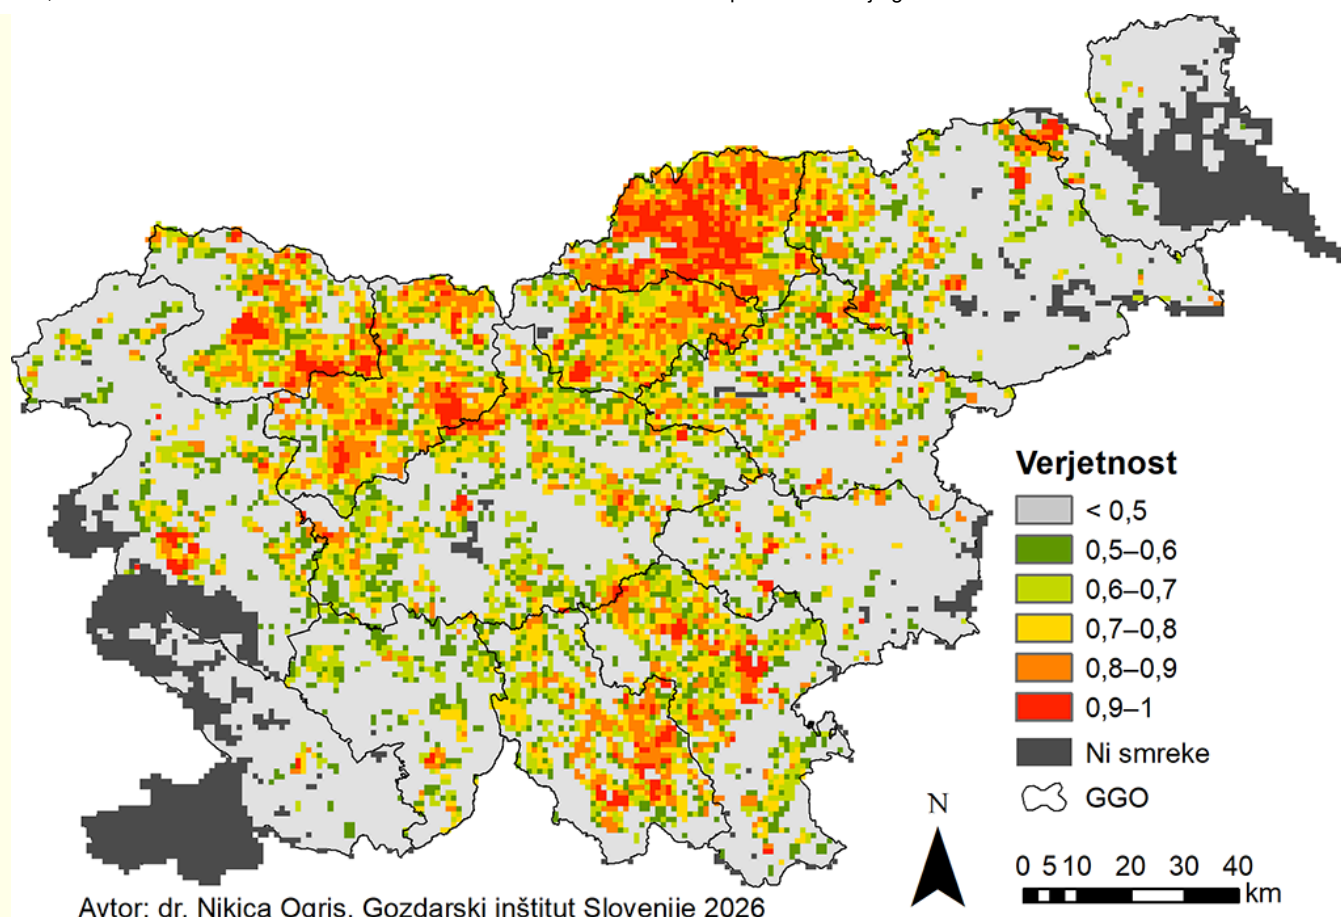 Verjetnost
< 0,5
0,5–0,6
0,6–0,7
0,7–0,8
0,8–0,9
0,9–1
Ni smreke
GGO
N
0 5 10 20 30 40
km
Avtor: dr. Nikica Ogris, Gozdarski inštitut Slovenije 2026